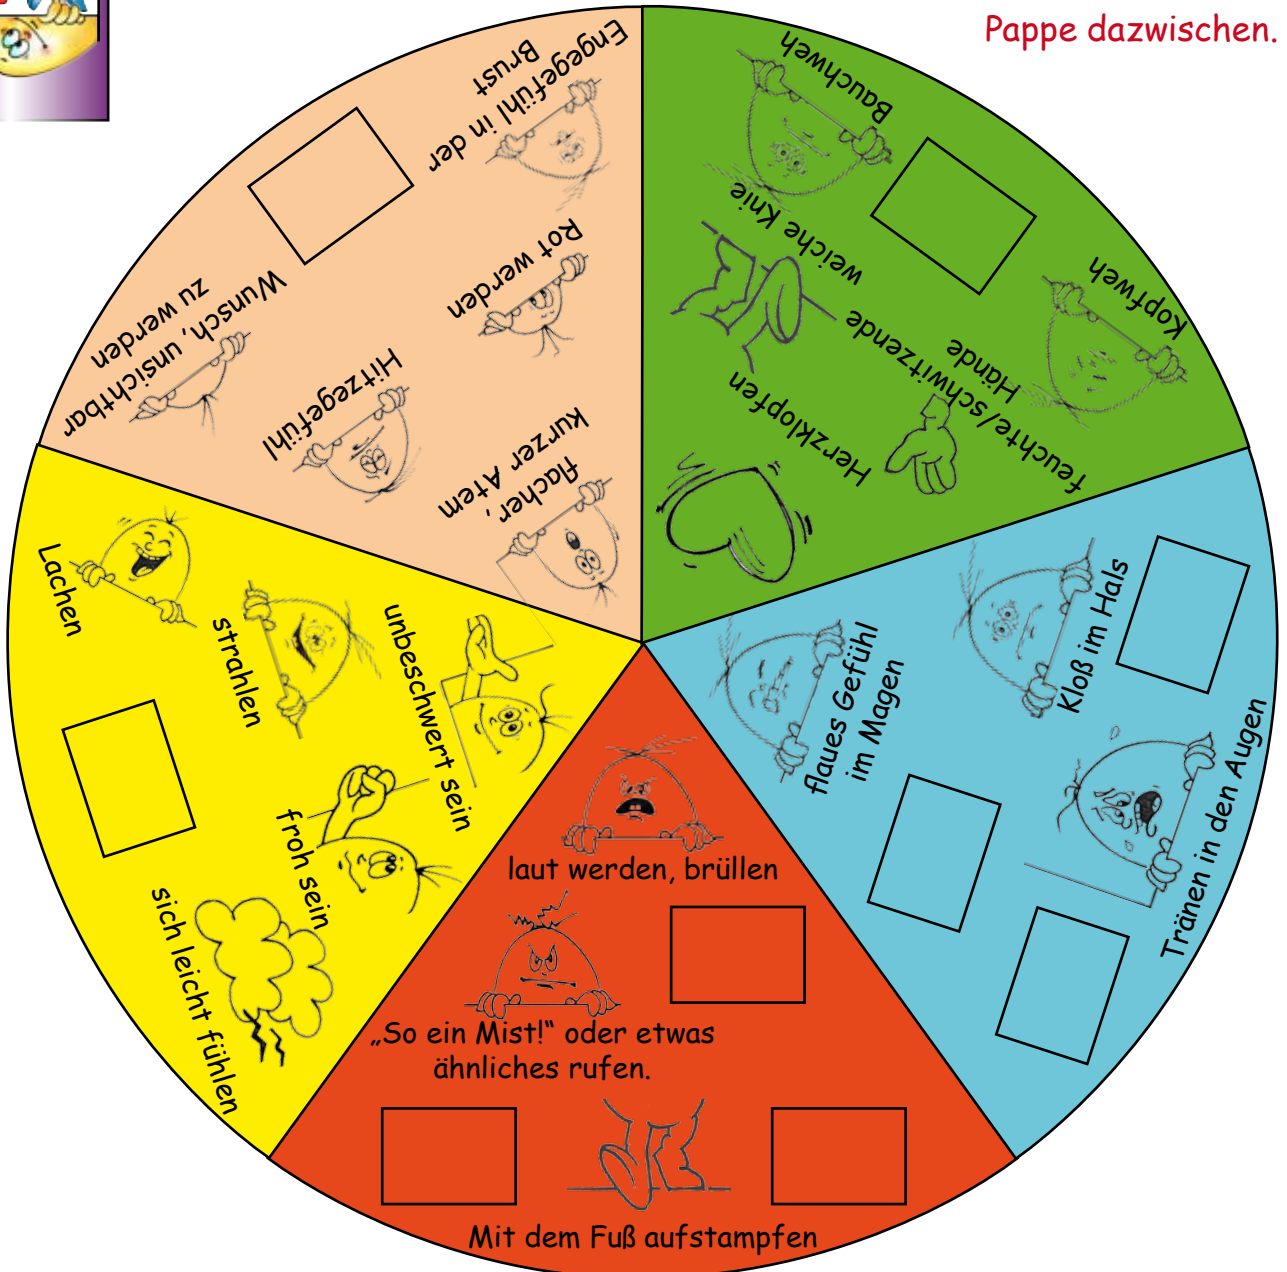 Pappe dazwischen.
Engegefühl in der
Brust
Rot werden
Wunsch, unsichtbar
zu werden
Hitzegefühl
flacher,
kurzer Atem
Bauchweh
weiche Knie
Kopfweh
feuchte/schwitzende
Hände
Herzklopfen
Kloß im Hals
flaues Gefühl
im Magen
Tränen in den Augen
laut werden, brüllen
„So ein Mist!“ oder etwas
ähnliches rufen.
Mit dem Fuß aufstampfen
Lachen
strahlen
unbeschwert sein
froh sein
sich leicht fühlen